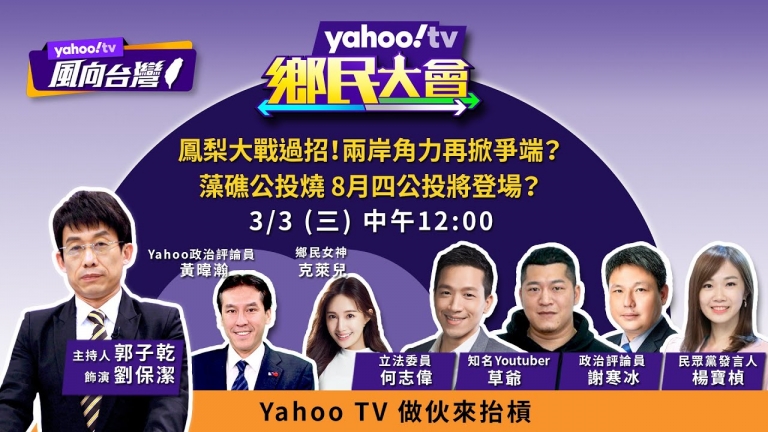 yahoo!tv
風向台灣
yahoo!tv
鄉民大會
鳳梨大戰過招!兩岸角力再掀爭端?
藻礁公投燒 8月四公投將登場?
3/3 (三) 中午12:00
Yahoo政治評論員
黃暐瀚
鄉民女神
克萊兒
主持人 郭子乾
飾演 劉保潔
立法委員
何志偉
知名Youtuber
草爺
政治評論員
謝寒冰
民眾黨發言人
楊寶楨
Yahoo TV 做伙來抬槓